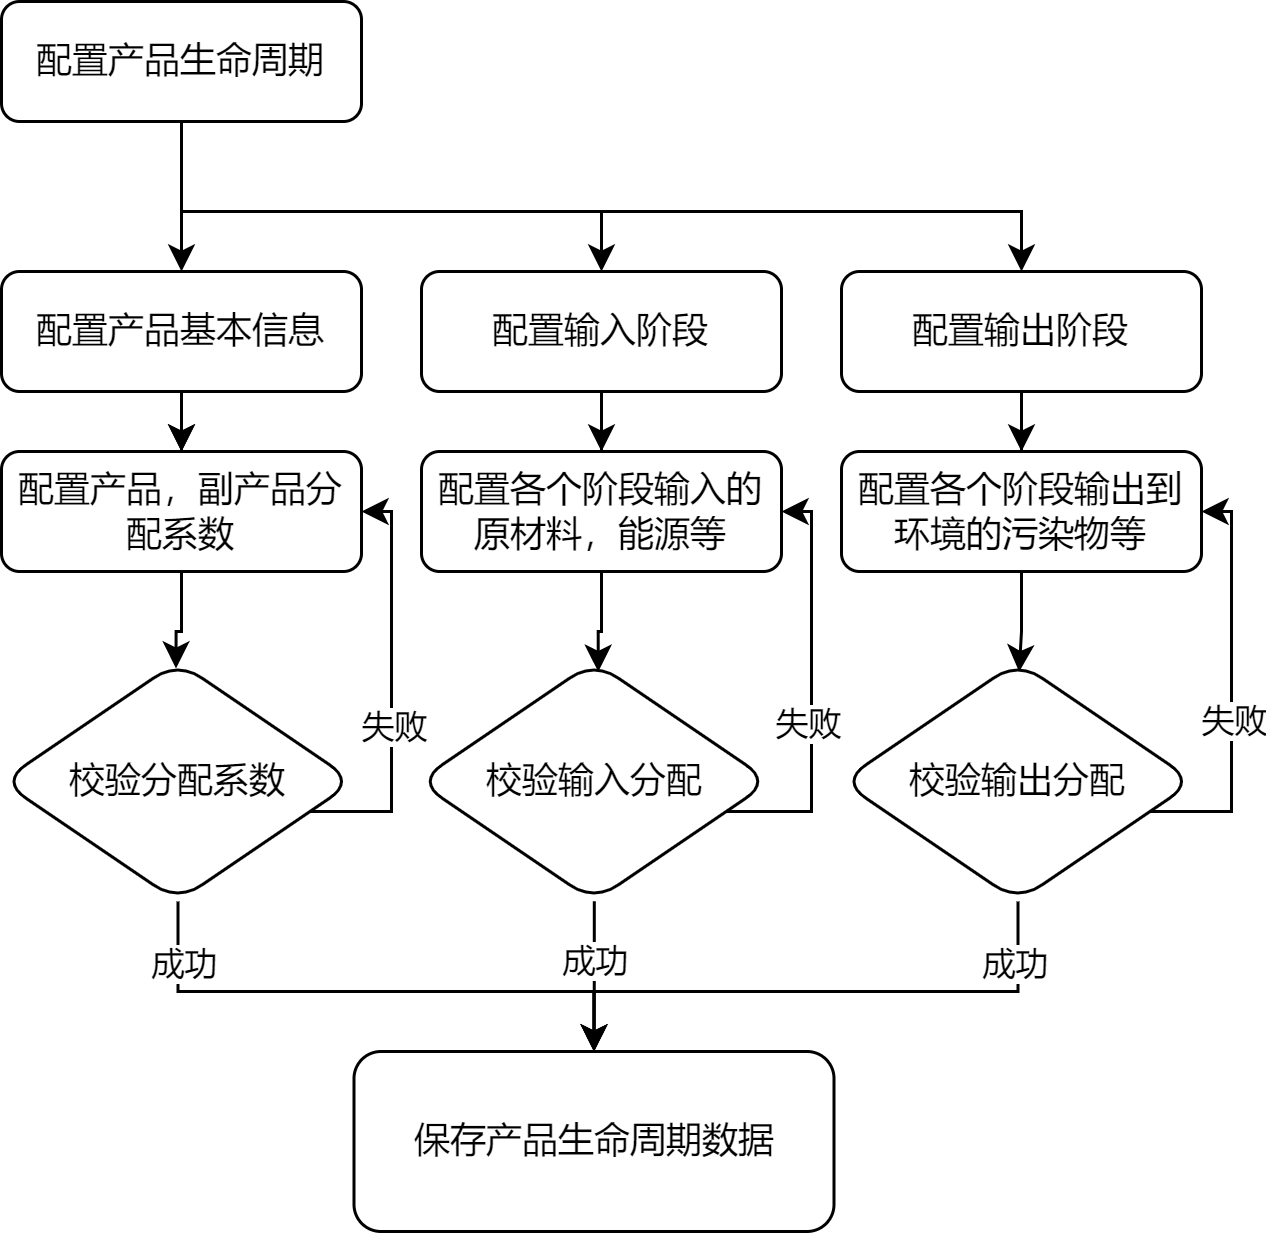 配置产品生命周期
配置产品基本信息
配置输入阶段
配置输出阶段
配置产品，副产品分
配系数
配置各个阶段输入的
原材料，能源等
配置各个阶段输出到
环境的污染物等
失败
失败
失败
校验分配系数
校验输入分配
校验输出分配
成功
成功
成功
保存产品生命周期数据